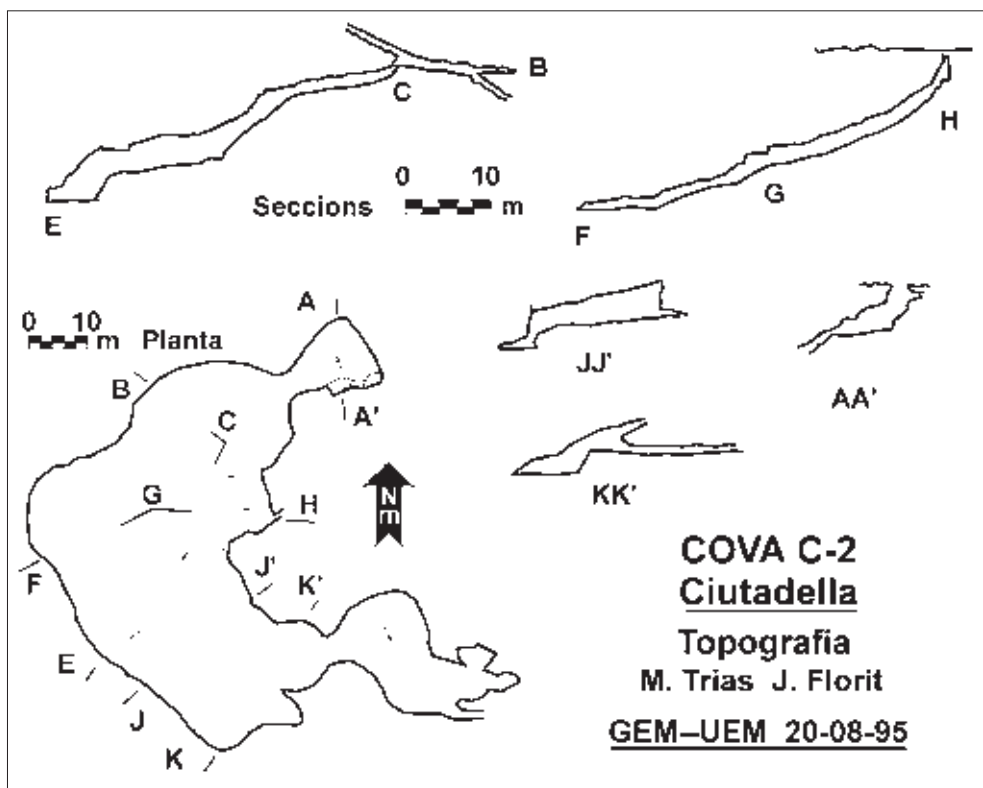 B
C
E
0 10
Seccions m
H
G
F
0 10
m Planta
A
B
C
A'
G
H
F
J'
K'
E
J
K
N
m
JJ'
AA'
KK'
COVA C-2
Ciutadella
Topografia
M. Trias J. Florit
GEM–UEM 20-08-95